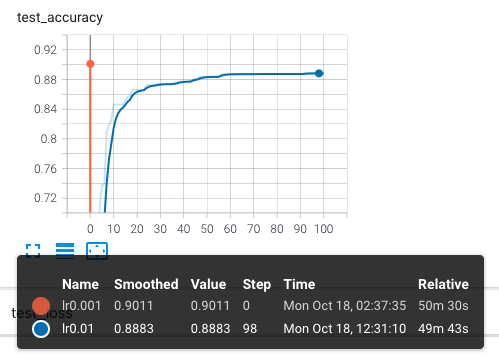 test_accuracy
0.92
0.88
0.84
0.8
0.76
0.72
0 10 20 30 40 50 60 70 80 90 100
Name Smoothed Value Step Time Relative
lr0.001 0.9011 0.9011 0 Mon Oct 18, 02:37:35 50m 30s
test_loss
lr0.01 0.8883 0.8883 98 Mon Oct 18, 12:31:10 49m 43s